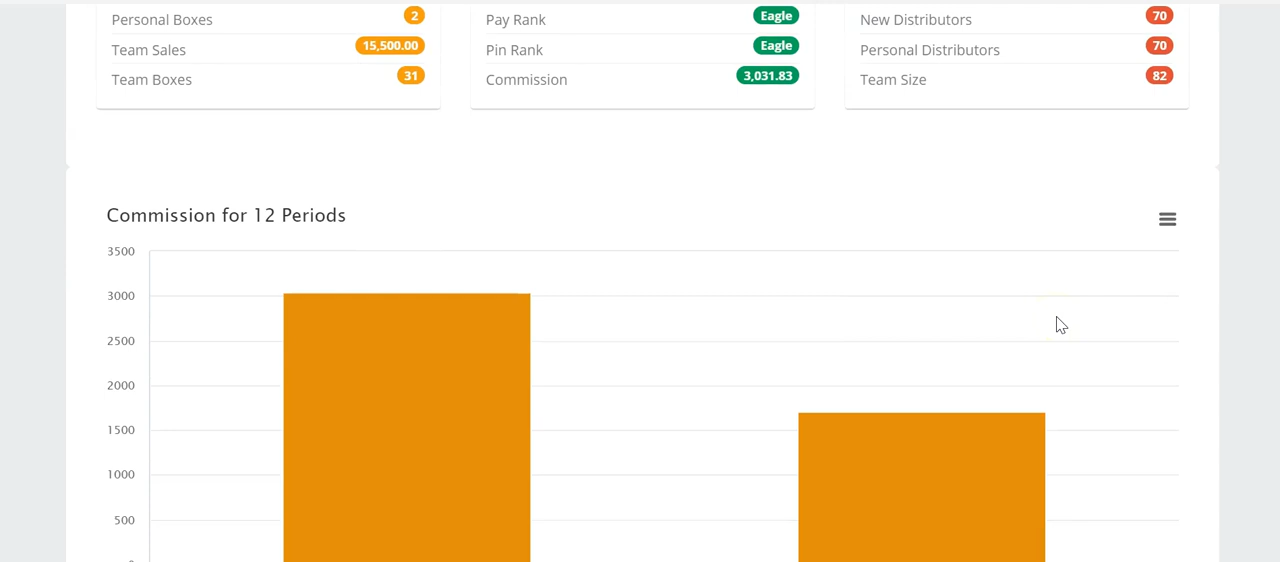 Personal Boxes 2
Team Sales 15,500.00
Team Boxes 31
Pay Rank Eagle
Pin Rank Eagle
Commission 3,031.83
New Distributors 70
Personal Distributors 70
Team Size 82
Commission for 12 Periods
3500
3000
2500
2000
1500
1000
500